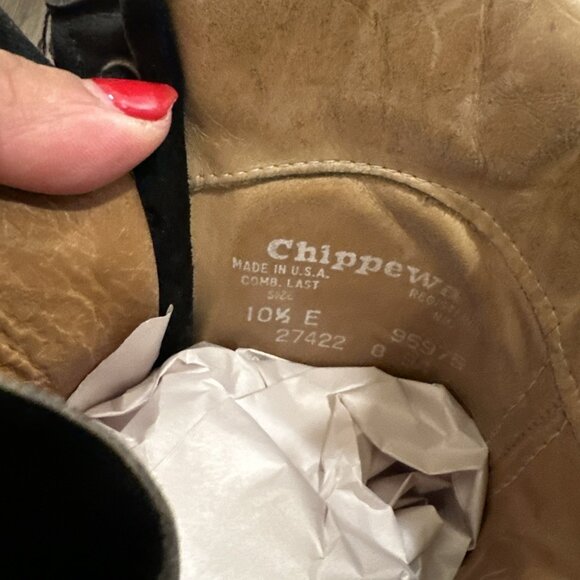 Chippewa
MADE IN U.S.A.
COMB. LAST
SIZE
10½ E
27422